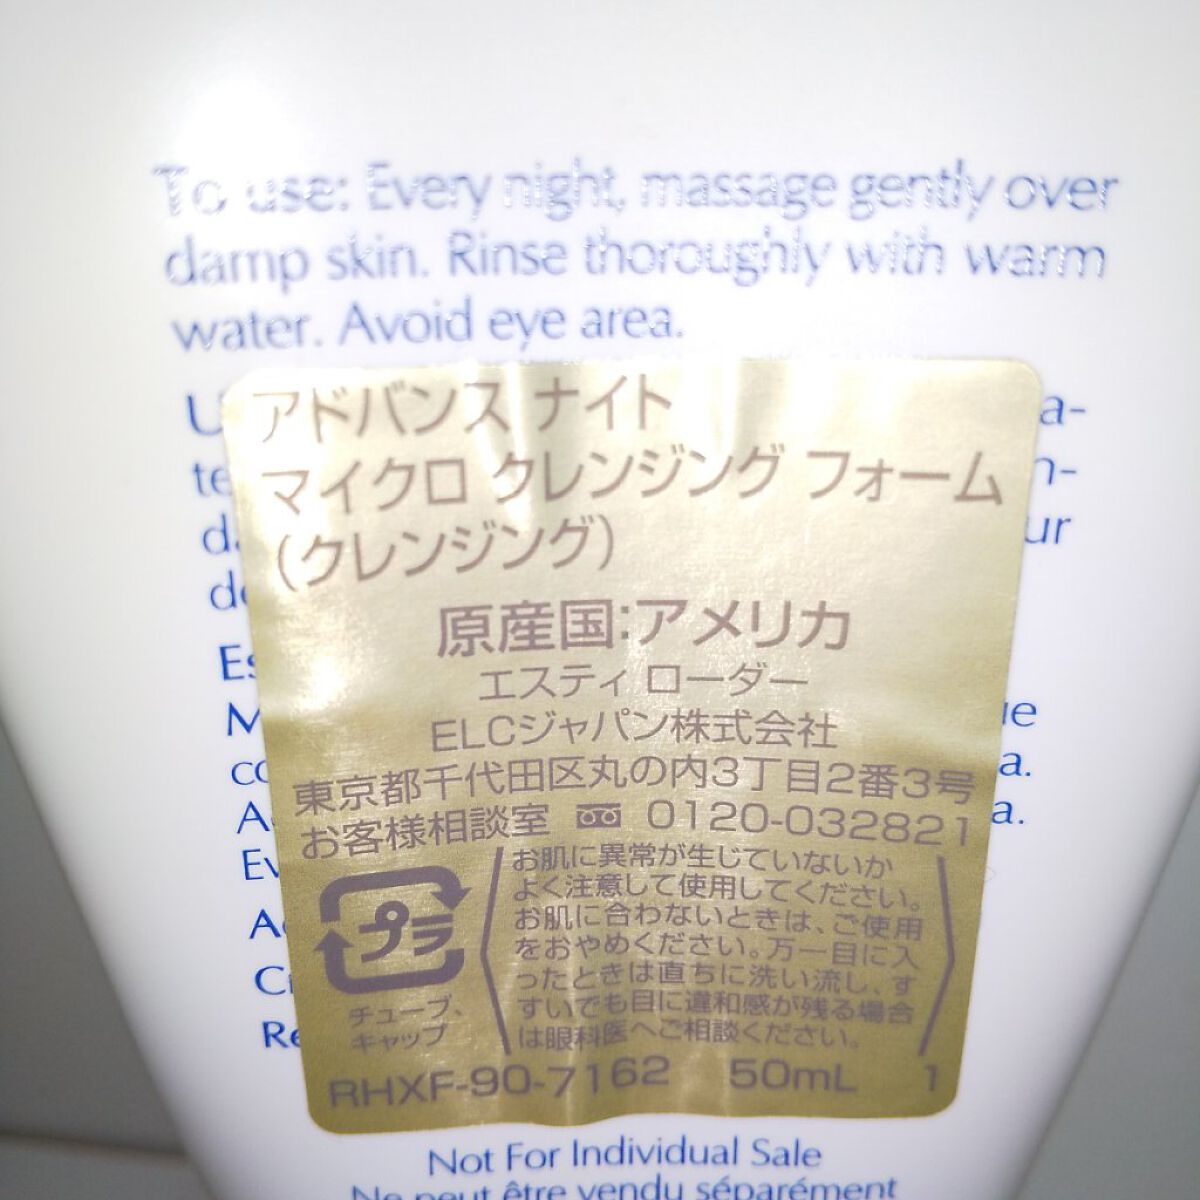 To use: Every night, massage gently over
damp skin. Rinse thoroughly with warm
water. Avoid eye area.
アドバンス ナイト
マイクロ クレンジング フォーム
(クレンジング)
原産国:アメリカ
エスティ ローダー
ELCジャパン株式会社
東京都千代田区丸の内3丁目2番3号
お客様相談室 0120-032821
プラ
チューブ、
キャップ
お肌に異常が生じていないか
よく注意して使用してください。
お肌に合わないときは、ご使用
をおやめください。万一目に入
ったときは直ちに洗い流し、す
すいでも目に違和感が残る場合
は眼科医へご相談ください。
RHXF-90-7162 50mL 1
Not For Individual Sale
Ne peut être vendu séparément